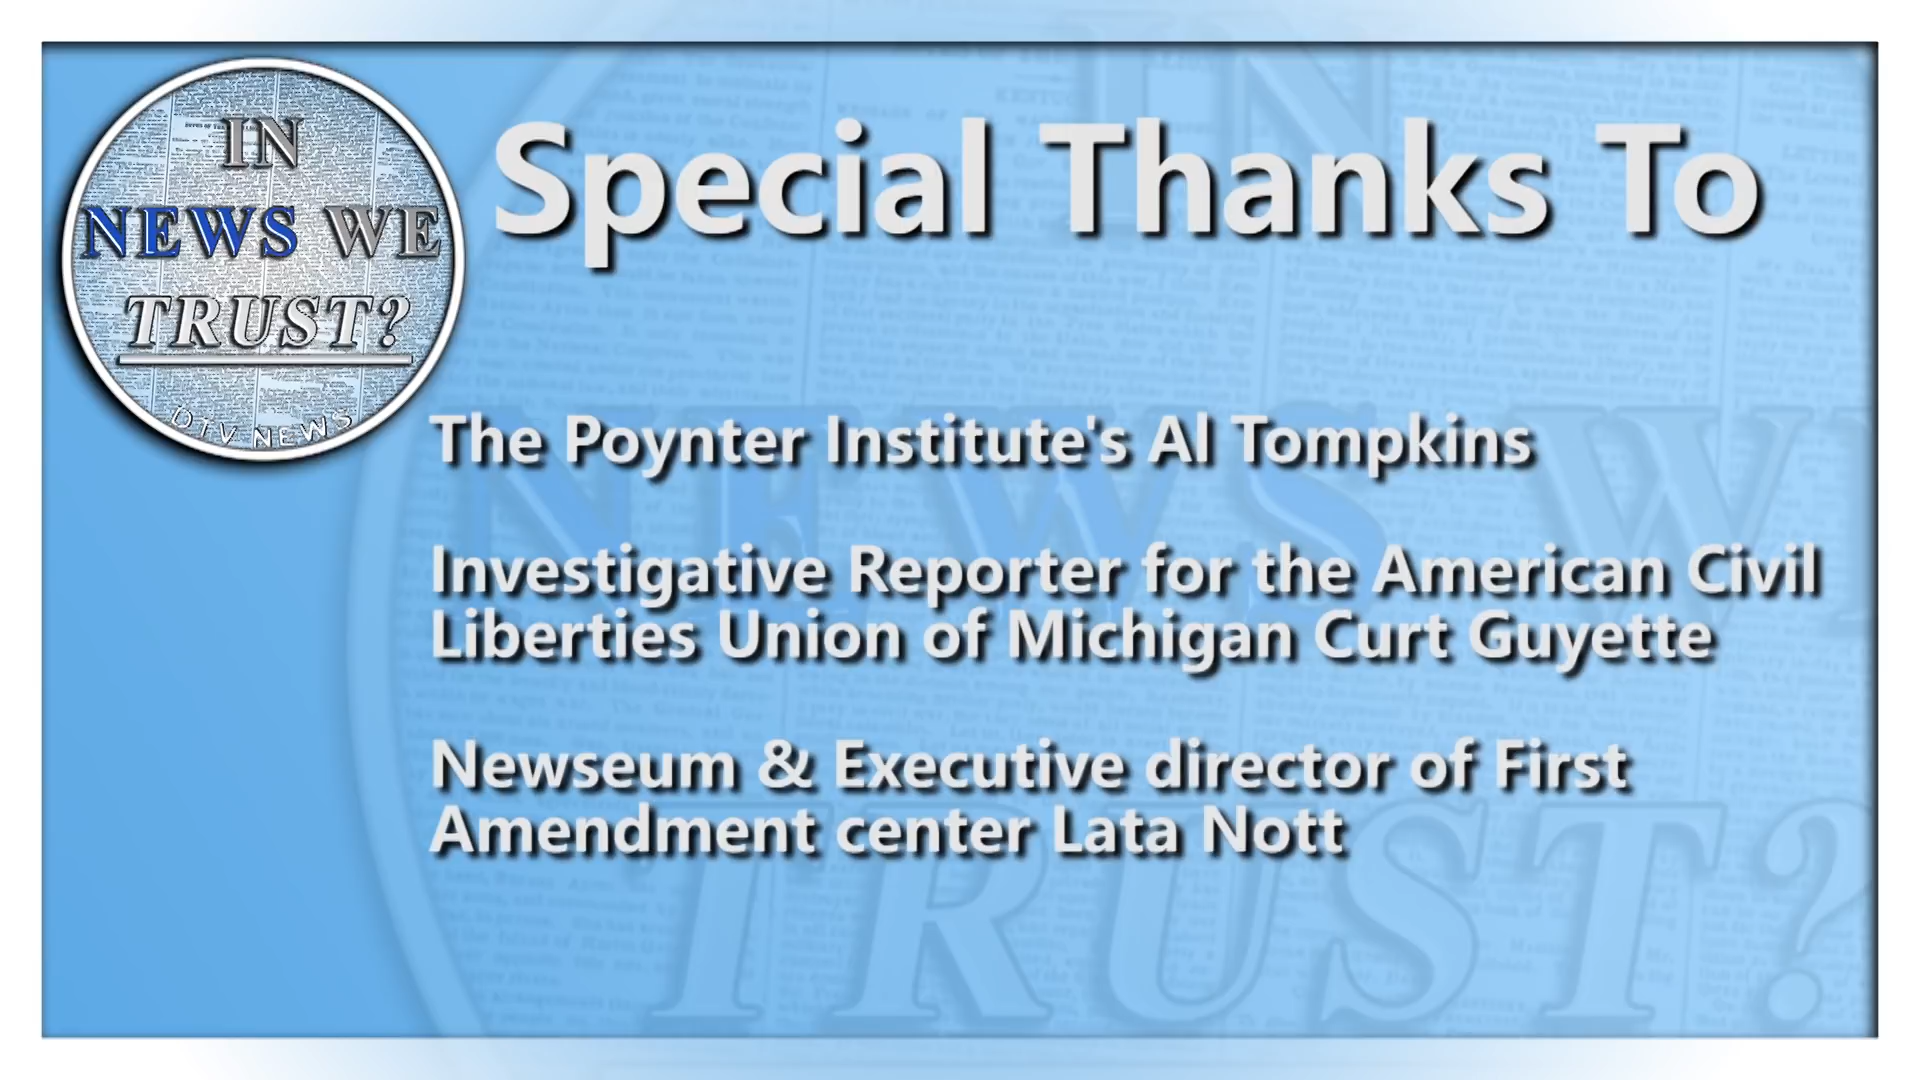 IN
NEWS WE
TRUST?
DTV NEWS
Special Thanks To
The Poynter Institute's Al Tompkins
Investigative Reporter for the American Civil
Liberties Union of Michigan Curt Guyette
Newseum & Executive director of First
Amendment center Lata Nott